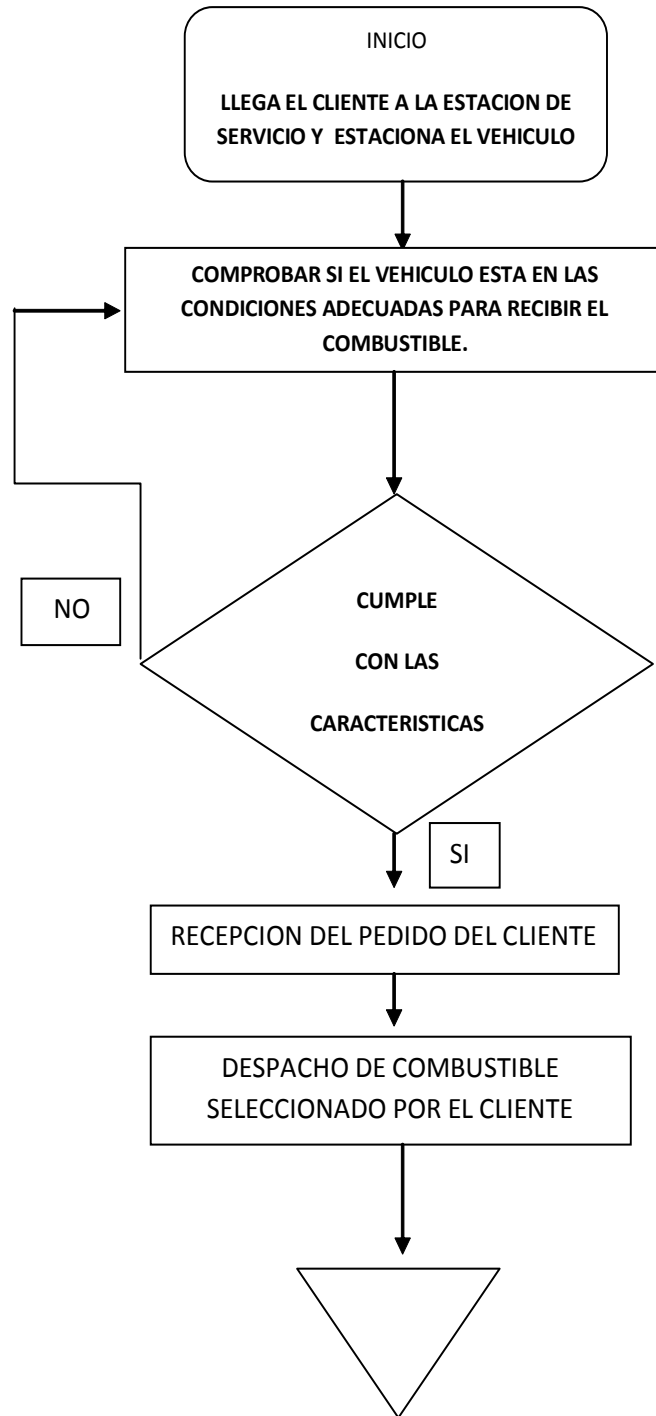 INICIO
LLEGA EL CLIENTE A LA ESTACION DE
SERVICIO Y ESTACIONA EL VEHICULO
COMPROBAR SI EL VEHICULO ESTA EN LAS
CONDICIONES ADECUADAS PARA RECIBIR EL
COMBUSTIBLE.
NO
CUMPLE
CON LAS
CARACTERISTICAS
SI
RECEPCION DEL PEDIDO DEL CLIENTE
DESPACHO DE COMBUSTIBLE
SELECCIONADO POR EL CLIENTE